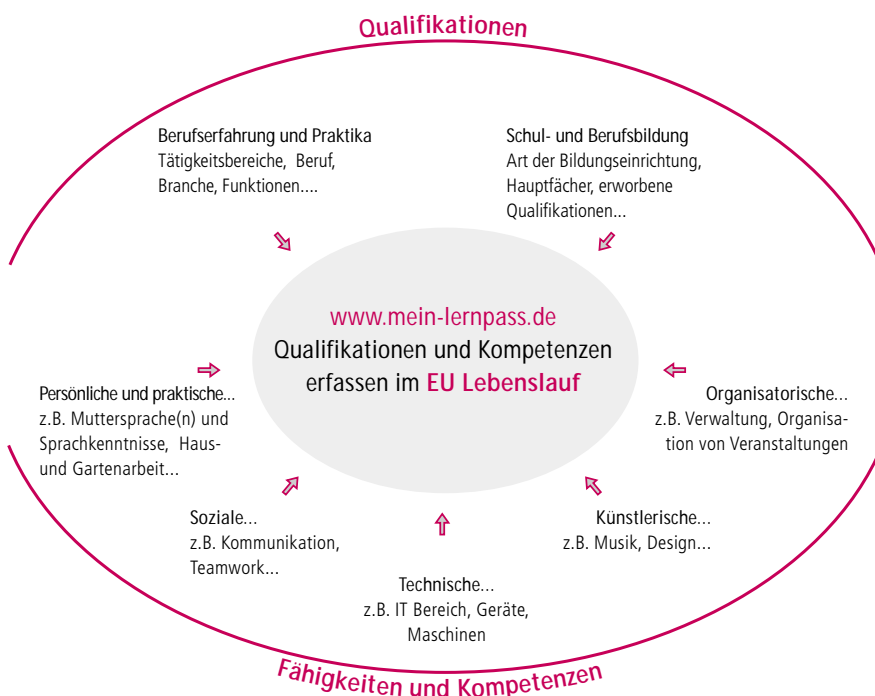 Qualifikationen
Berufserfahrung und Praktika
Tätigkeitsbereiche, Beruf,
Branche, Funktionen....
Schul- und Berufsbildung
Art der Bildungseinrichtung,
Hauptfächer, erworbene
Qualifikationen...
www.mein-lernpass.de
Qualifikationen und Kompetenzen
erfassen im EU Lebenslauf
Persönliche und praktische...
z.B. Muttersprache(n) und
Sprachkenntnisse, Haus-
und Gartenarbeit...
Organisatorische...
z.B. Verwaltung, Organisa-
tion von Veranstaltungen
Soziale...
z.B. Kommunikation,
Teamwork...
Künstlerische...
z.B. Musik, Design...
Technische...
z.B. IT Bereich, Geräte,
Maschinen
Fähigkeiten und Kompetenzen